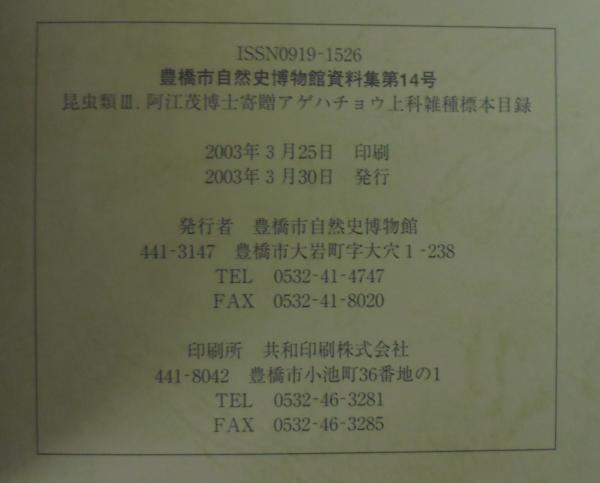 ISSN0919-1526
豊橋市自然史博物館資料集第14号
昆虫類Ⅲ. 阿江茂博士寄贈アゲハチョウ上科雑種標本目録
2003年3月25日 印刷
2003年3月30日 発行
発行者 豊橋市自然史博物館
441-3147 豊橋市大岩町字大穴1-238
TEL 0532-41-4747
FAX 0532-41-8020
印刷所 共和印刷株式会社
441-8042 豊橋市小池町36番地の1
TEL 0532-46-3281
FAX 0532-46-3285